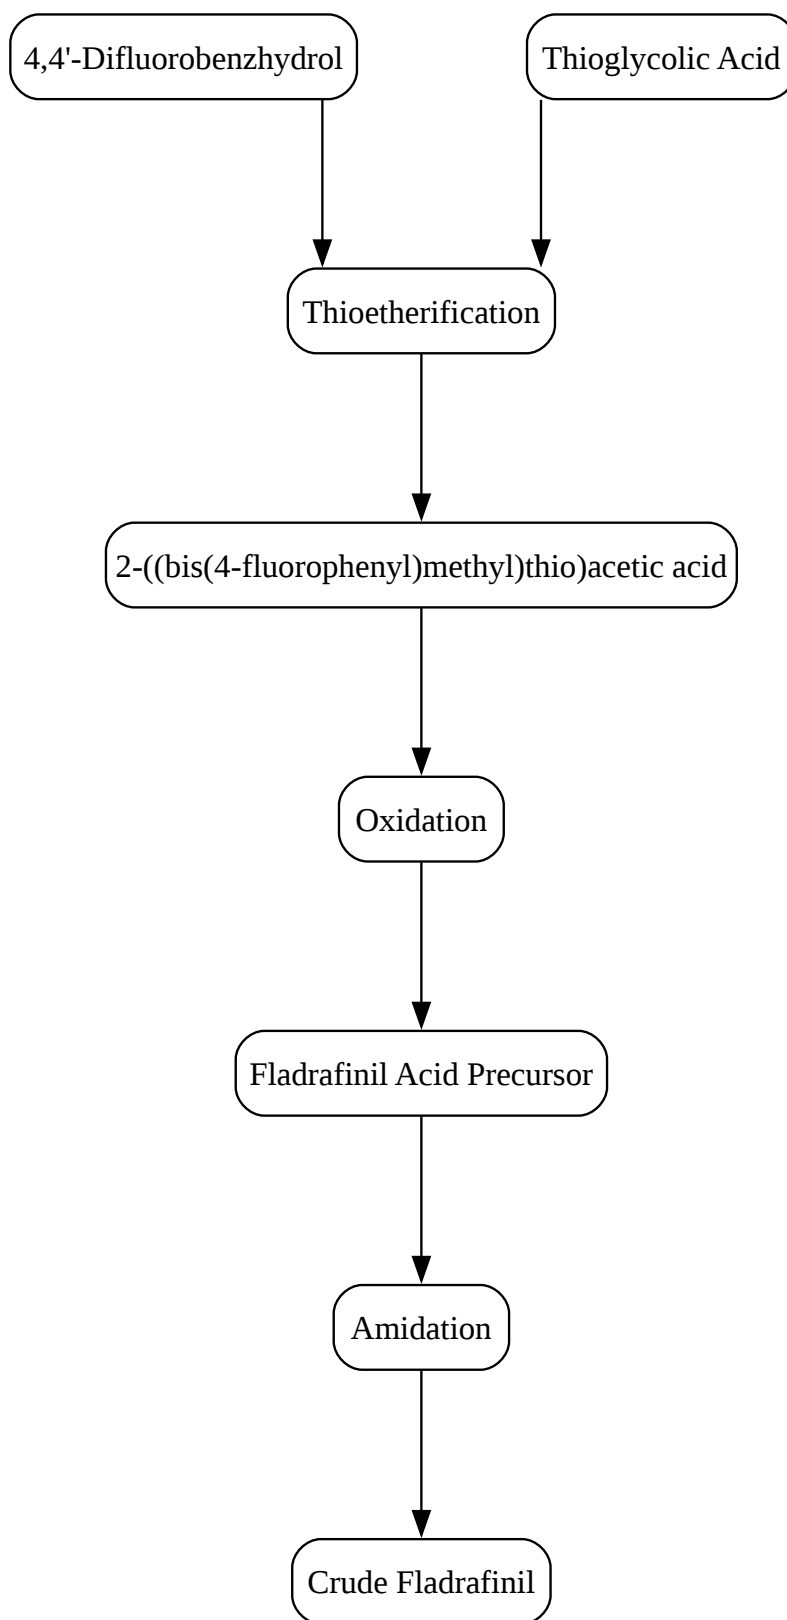 4,4'-Difluorobenzhydrol
Thioglycolic Acid
Thioetherification
2-((bis(4-fluorophenyl)methyl)thio)acetic acid
Oxidation
Fladrafinil Acid Precursor
Amidation
Crude Fladrafinil